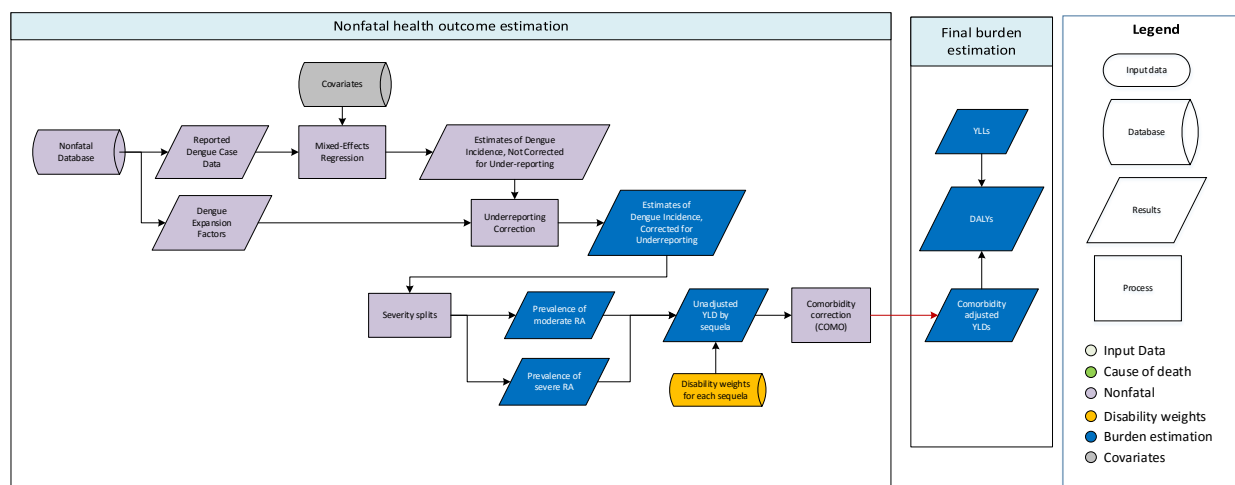 Nonfatal health outcome estimation
Covariates
Nonfatal
Database
Reported
Dengue Case
Data
Mixed-Effects
Regression
Estimates of Dengue
Incidence, Not Corrected
for Under-reporting
Dengue
Expansion
Factors
Underreporting
Correction
Estimates of
Dengue Incidence,
Corrected for
Underreporting
Severity splits
Prevalence of
moderate RA
Prevalence of
severe RA
Unadjusted
YLD by
sequela
Disability weights
for each sequela
Comorbidity
correction
(COMO)
Final burden
estimation
YLLs
DALYs
Comorbidity
adjusted
YLDs
Legend
Input data
Database
Results
Process
Input Data
Cause of death
Nonfatal
Disability weights
Burden estimation
Covariates